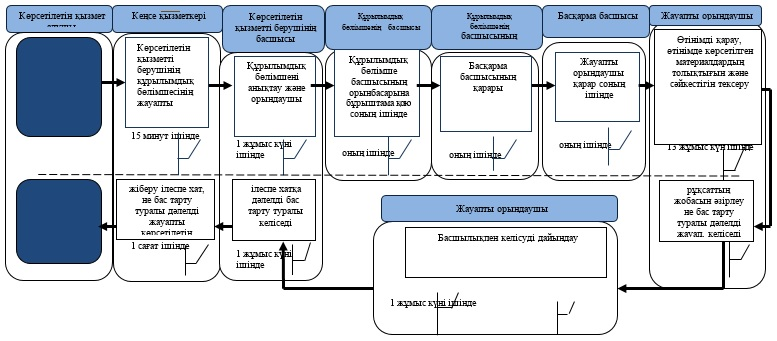 Көрсетілетін қызмет
Кеңсе қызметкері
Көрсетілетін
қызметті берушінің
басшысы
Құрылымдық
бөлімшенің басшысы
Құрылымдық
бөлімшенің
басшысының
Басқарма басшысы
Жауапты орындаушы
Көрсетілетін
қызметті
берушінің
құрылымдық
бөлімшесінің
жауапты
15 минут ішінде
Құрылымдық
бөлімшені
анықтау және
орындаушы
1 жұмыс күні
ішінде
Құрылымдық
бөлімше
басшысының
орынбасарына
бұрыштама қою
соның ішінде
оның ішінде
Басқарма
басшысының
қарары
оның ішінде
Жауапты
орындаушы
қарар соның
ішінде
оның ішінде
Өтінімді қарау,
өтінімде көрсетілген
материалдардың
толықтығын және
сәйкестігін тексеру
13 жұмыс күн ішінде
жіберу ілеспе хат,
не бас тарту
туралы дәлелді
жауапты
көрсетілетін
1 сағат ішінде
ілеспе хатқа
дәлелді бас
тарту туралы
келіседі
1 жұмыс күні
ішінде
Жауапты орындаушы
Басшылықпен келісуді дайындау
1 жұмыс күні ішінде
рұқсаттың
жобасын әзірлеу
не бас тарту
туралы дәлелді
жауап. келіседі